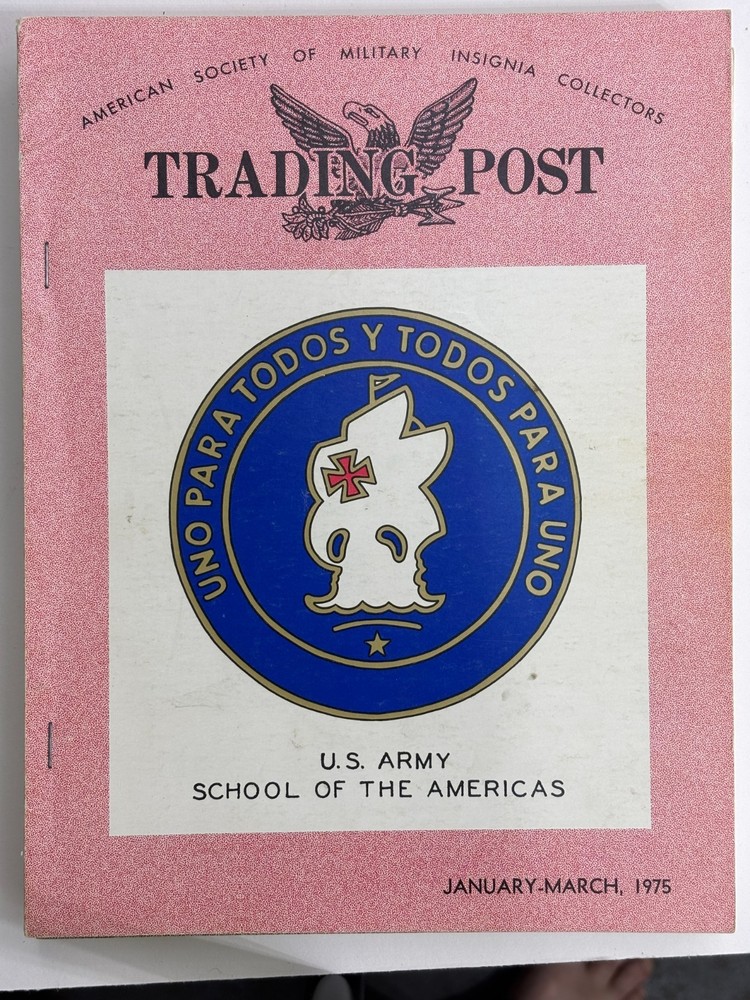 AMERICAN SOCIETY OF MILITARY INSIGNIA COLLECTORS
TRADING POST
UNO PARA TODOS Y TODOS PARA UNO
U.S. ARMY
SCHOOL OF THE AMERICAS
JANUARY-MARCH, 1975